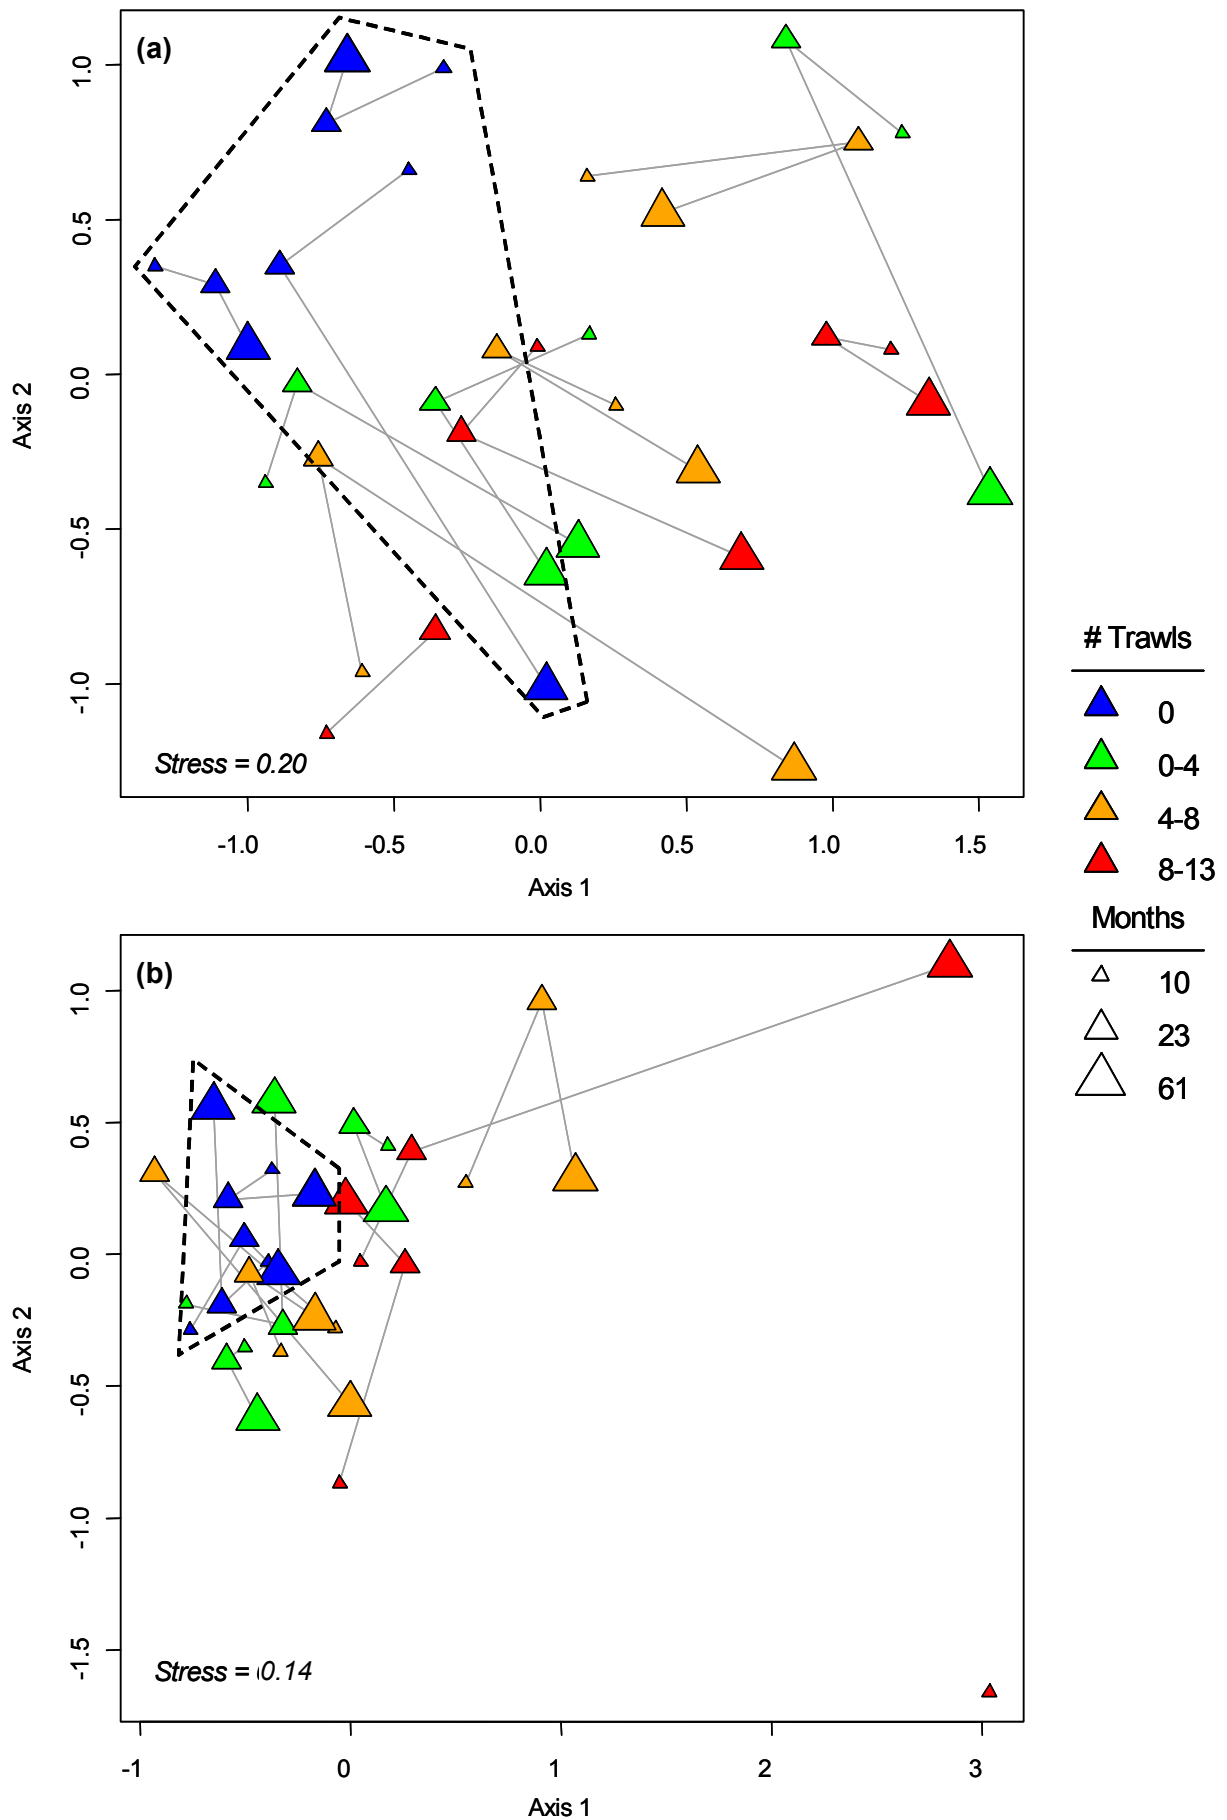 (a)
1.0
0.5
0.0
-0.5
-1.0
Axis 2
Stress = 0.20
-1.0 -0.5 0.0 0.5 1.0 1.5
Axis 1
# Trawls
0
0-4
4-8
8-13
Months
10
23
61
(b)
1.0
0.5
0.0
-0.5
-1.0
-1.5
Axis 2
Stress = 0.14
-1 0 1 2 3
Axis 1